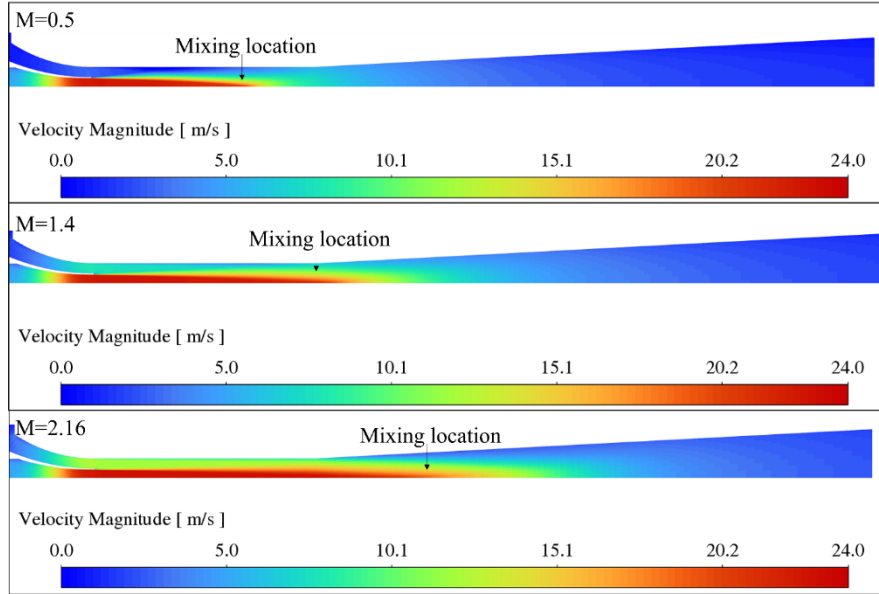 M=0.5
Mixing location
Velocity Magnitude [ m/s ]
0.0 5.0 10.1 15.1 20.2 24.0
M=1.4
Mixing location
Velocity Magnitude [ m/s ]
0.0 5.0 10.1 15.1 20.2 24.0
M=2.16
Mixing location
Velocity Magnitude [ m/s ]
0.0 5.0 10.1 15.1 20.2 24.0